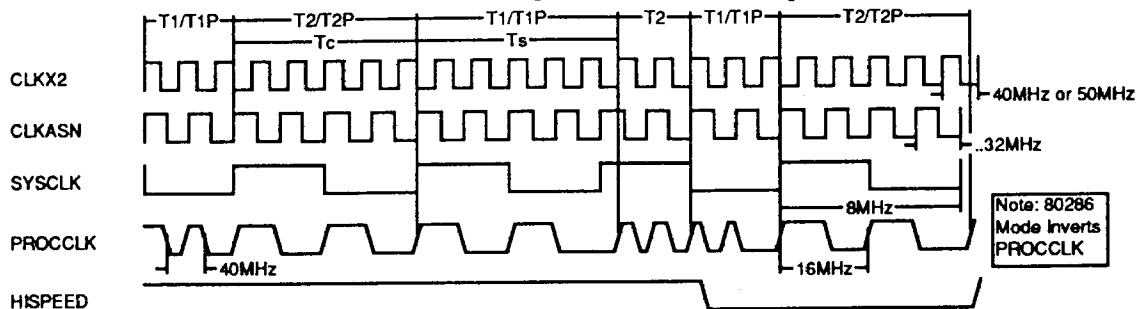 T1/T1P T2/T2P T1/T1P T2 T1/T1P T2/T2P
Tc Ts
CLKX2
40MHz or 50MHz
CLKASN
..32MHz
SYSCLK
8MHz
Note: 80286
Mode Inverts
PROCCLK
PROCCLK
40MHz
16MHz
HISPEED